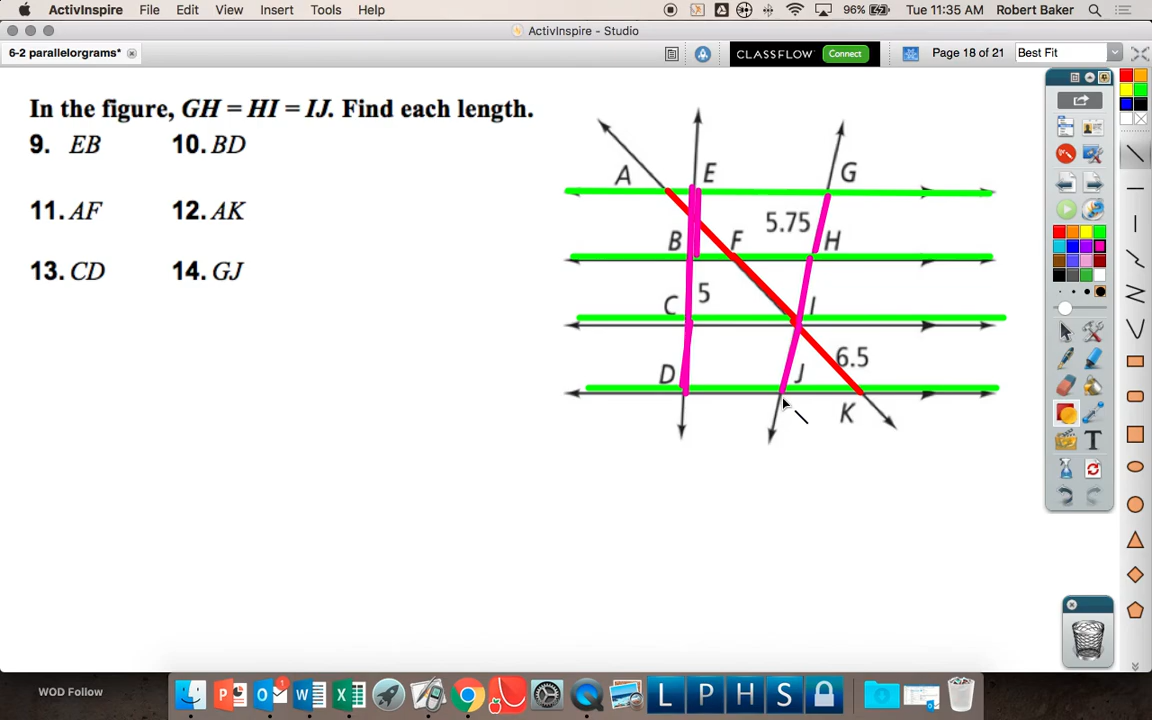 ActivInspire File Edit View Insert Tools Help 96% Tue 11:35 AM Robert Baker
ActivInspire - Studio
6-2 parallelorgrams* CLASSFLOW Connect Page 18 of 21 Best Fit
In the figure, GH = HI = IJ. Find each length.
9. EB 10. BD
11. AF 12. AK
13. CD 14. GJ
A E G
5.75
B F H
C 5 I
D J 6.5
K
T
WOD Follow
P O W X L P H S
1